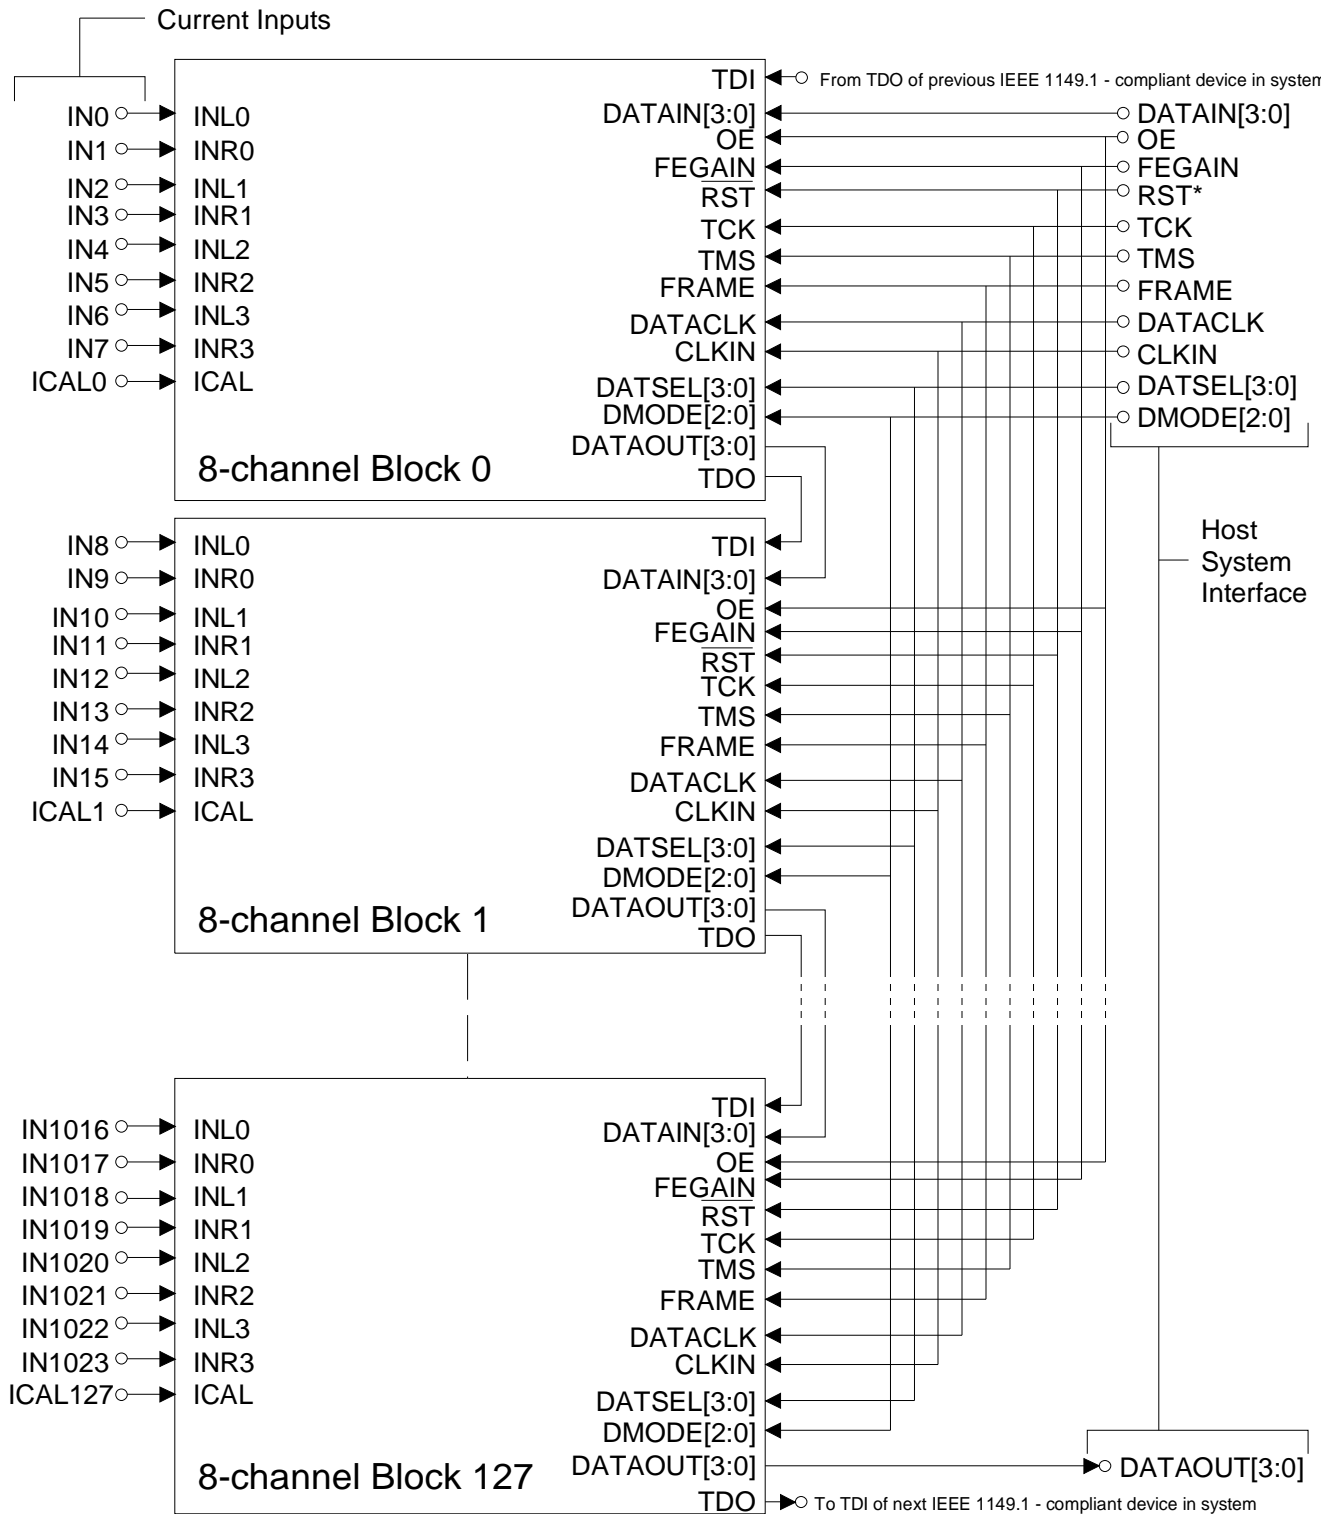 Current Inputs
TDI
From TDO of previous IEEE 1149.1 - compliant device in system
IN0
INL0
DATAIN[3:0]
DATAIN[3:0]
OE
OE
IN1
INR0
FEGAIN
FEGAIN
IN2
INL1
RST
RST*
IN3
INR1
TCK
TCK
IN4
INL2
TMS
TMS
IN5
INR2
FRAME
FRAME
IN6
INL3
DATACLK
DATACLK
IN7
INR3
CLKIN
CLKIN
ICAL0
ICAL
DATSEL[3:0]
DATSEL[3:0]
DMODE[2:0]
DMODE[2:0]
DATAOUT[3:0]
8-channel Block 0
TDO
Host
System
Interface
IN8
INL0
TDI
IN9
INR0
DATAIN[3:0]
IN10
INL1
OE
IN11
INR1
FEGAIN
RST
IN12
INL2
TCK
IN13
INR2
TMS
IN14
INL3
FRAME
IN15
INR3
DATACLK
ICAL1
ICAL
CLKIN
DATSEL[3:0]
DMODE[2:0]
DATAOUT[3:0]
8-channel Block 1
TDO
TDI
IN1016
INL0
DATAIN[3:0]
IN1017
INR0
OE
FEGAIN
IN1018
INL1
RST
IN1019
INR1
TCK
IN1020
INL2
TMS
IN1021
INR2
FRAME
IN1022
INL3
DATACLK
IN1023
INR3
CLKIN
ICAL127
ICAL
DATSEL[3:0]
DMODE[2:0]
DATAOUT[3:0]
DATAOUT[3:0]
8-channel Block 127
TDO
To TDI of next IEEE 1149.1 - compliant device in system